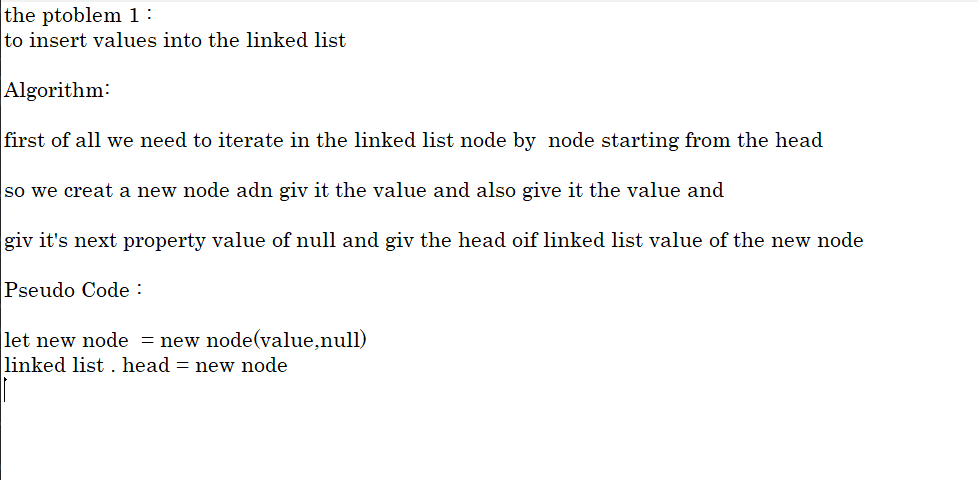 the ptoblem 1 :
to insert values into the linked list
Algorithm:
first of all we need to iterate in the linked list node by  node starting from the head
so we creat a new node adn giv it the value and also give it the value and
giv it's next property value of null and giv the head oif linked list value of the new node
Pseudo Code :
let new node  = new node(value,null)
linked list . head = new node